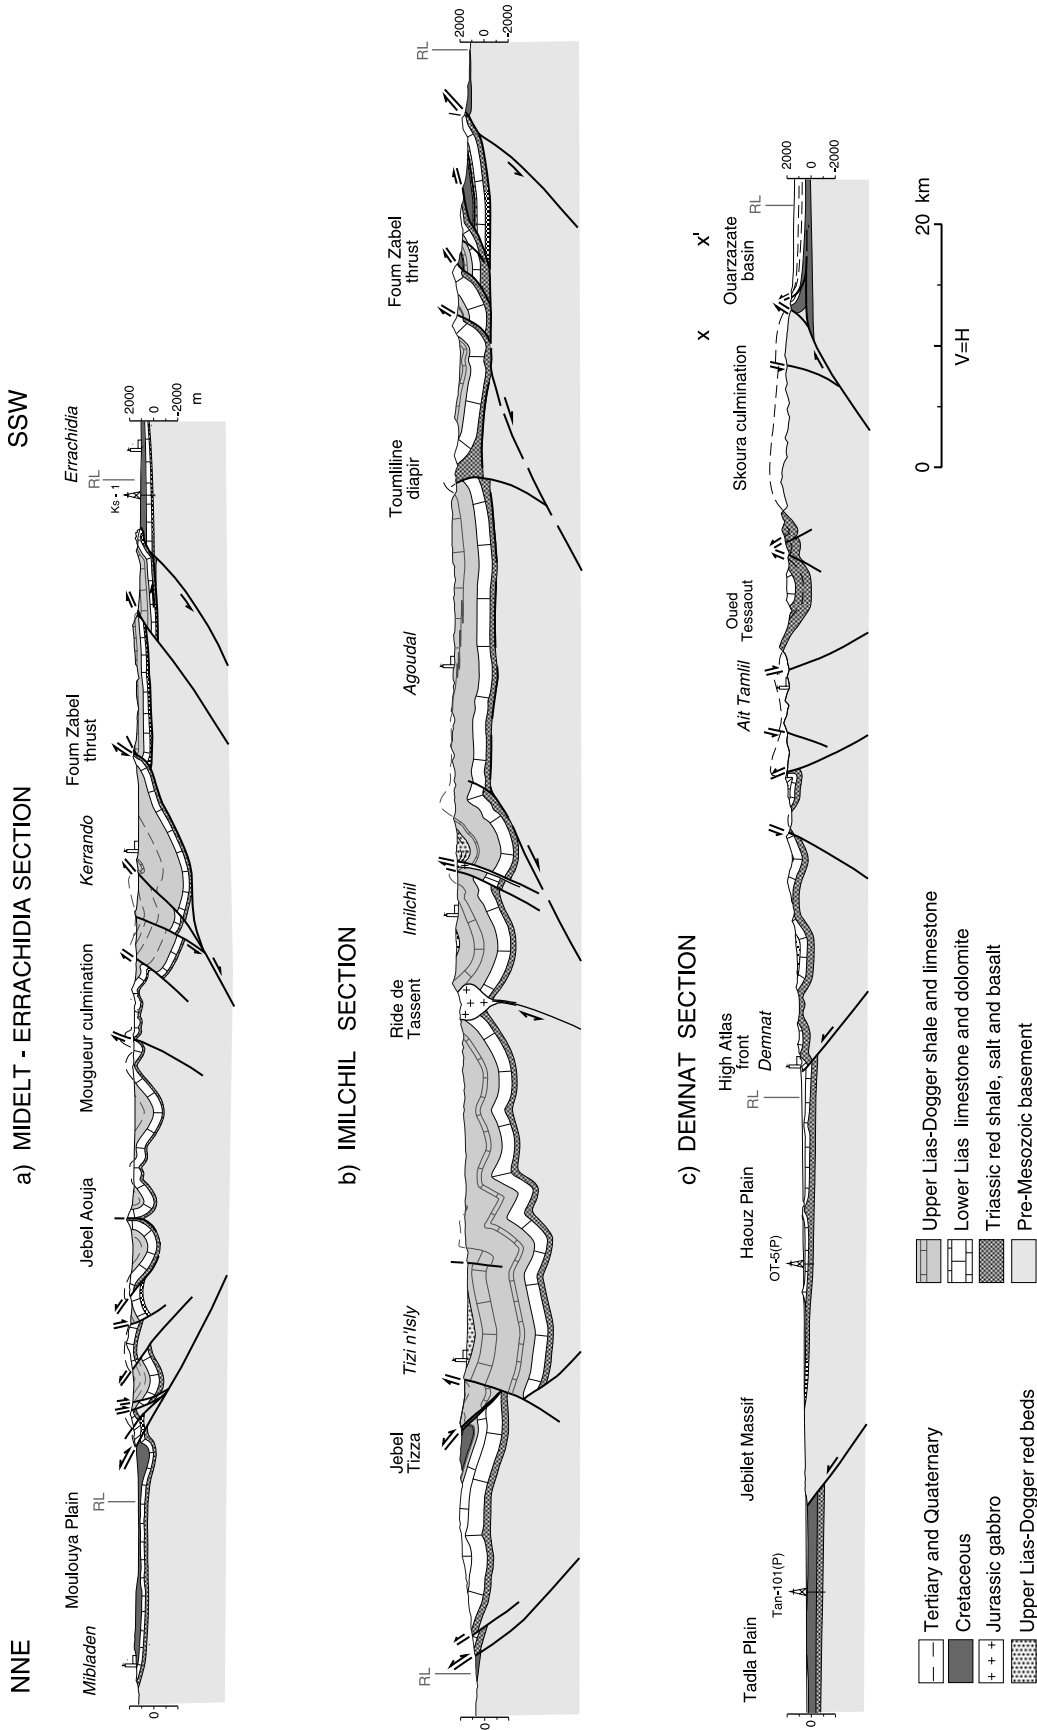 NNE
SSW
a) MIDELT - ERRACHIDIA SECTION
Mibladen
Moulouya Plain
RL
Jebel Aouja
Mougueur culmination
Kerrando
Foum Zabel
thrust
Ks - 1
RL
Errachidia
0
2000
0
-2000
m
b) IMILCHIL SECTION
RL
Jebel
Tizza
Tizi n'Isly
Ride de
Tassent
Imilchil
Agoudal
Toumliline
diapir
Foum Zabel
thrust
RL
0
2000
0
-2000
c) DEMNAT SECTION
Tadla Plain
Tan-101(P)
Jebilet Massif
OT-5(P)
Haouz Plain
RL
High Atlas
front
Demnat
Ait Tamlil
Oued
Tessaout
Skoura culmination
X
X'
Ouarzazate
basin
RL
0
2000
0
-2000
0
20 km
V=H
Tertiary and Quaternary
Cretaceous
Jurassic gabbro
Upper Lias-Dogger red beds
Upper Lias-Dogger shale and limestone
Lower Lias limestone and dolomite
Triassic red shale, salt and basalt
Pre-Mesozoic basement